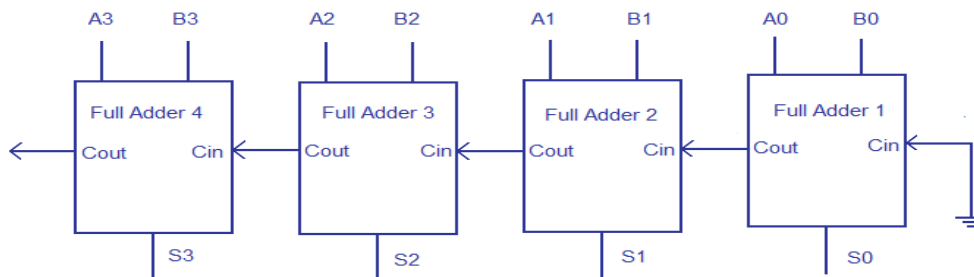 A3 B3 A2 B2 A1 B1 A0 B0
Full Adder 4 Full Adder 3 Full Adder 2 Full Adder 1
Cout Cin Cout Cin Cout Cin Cout Cin
S3 S2 S1 S0